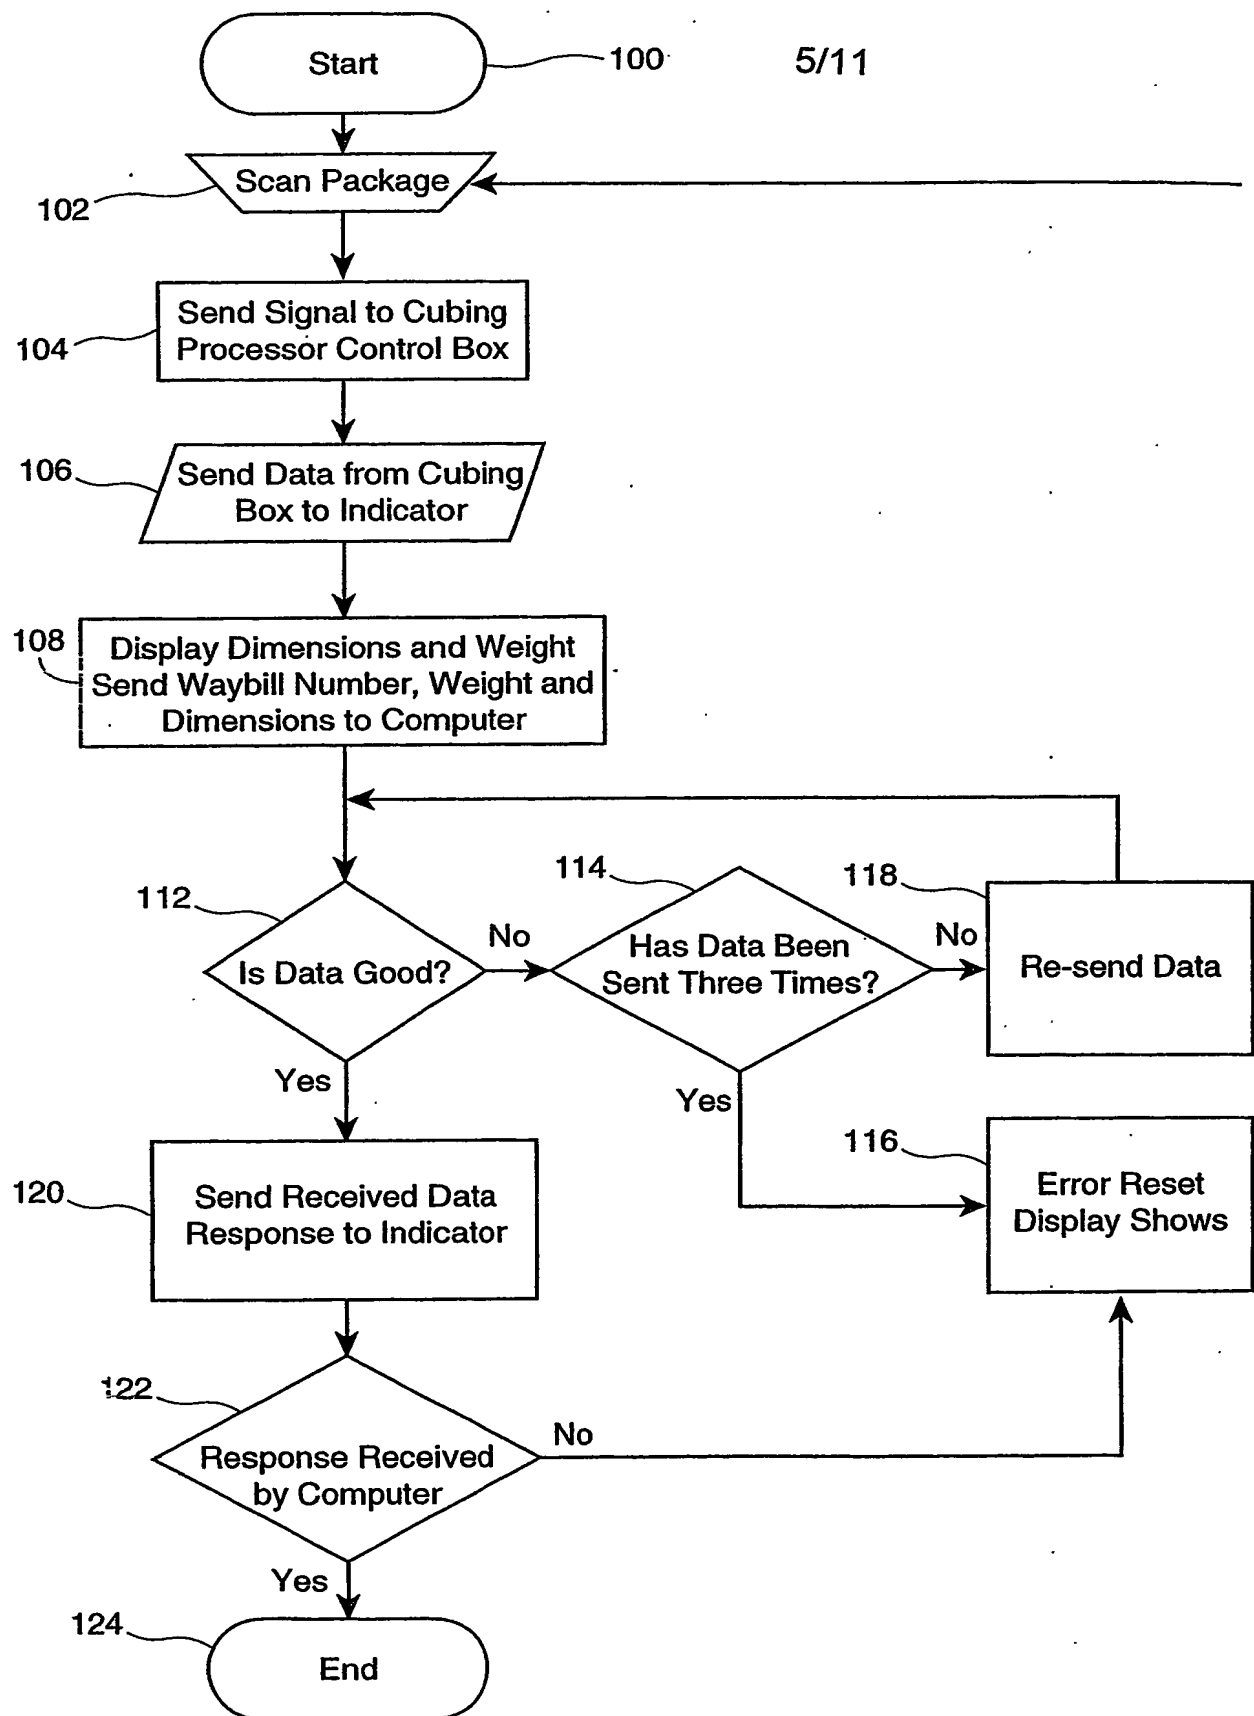 Start
100
5/11
Scan Package
102
Send Signal to Cubing
Processor Control Box
104
106
Send Data from Cubing
Box to Indicator
108
Display Dimensions and Weight
Send Waybill Number, Weight and
Dimensions to Computer
112
Is Data Good?
No
114
Has Data Been
Sent Three Times?
No
118
Re-send Data
Yes
Yes
116
Error Reset
Display Shows
120
Send Received Data
Response to Indicator
122
Response Received
by Computer
No
Yes
124
End